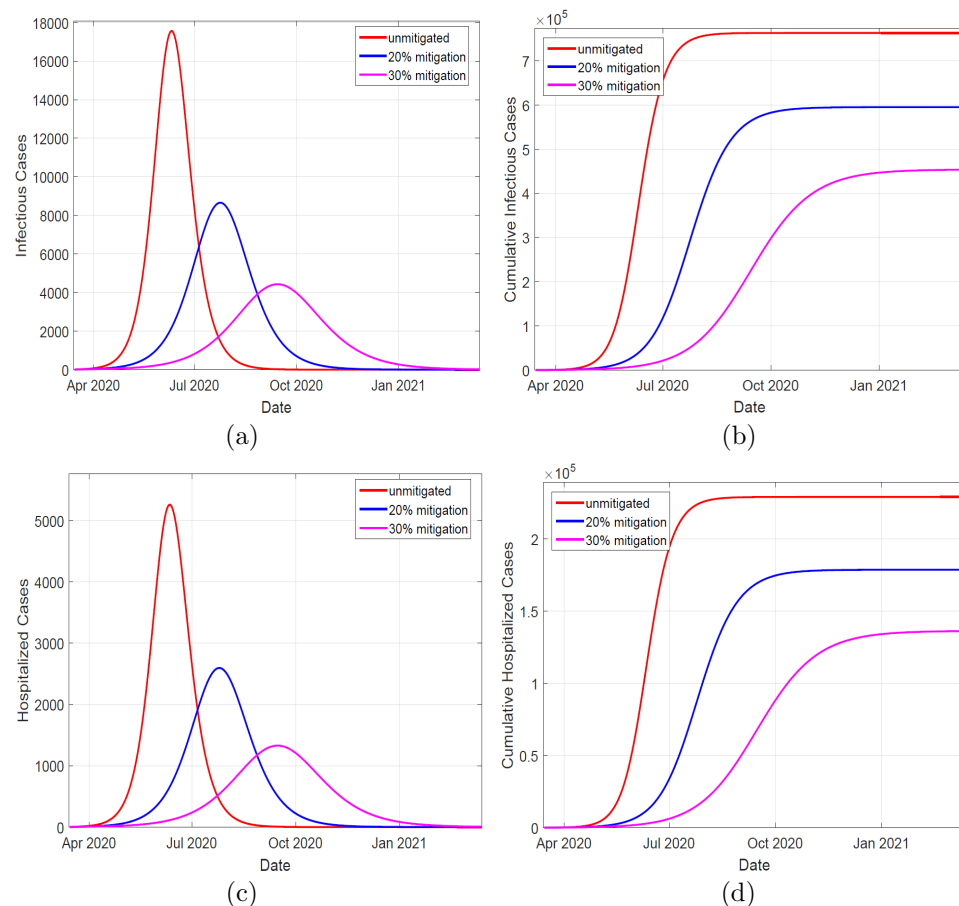 18000
16000
14000
12000
10000
8000
6000
4000
2000
0
Infectious Cases
unmitigated
20% mitigation
30% mitigation
Apr 2020 Jul 2020 Oct 2020 Jan 2021
Date
(a)
×10^5
7
6
5
4
3
2
1
0
Cumulative Infectious Cases
unmitigated
20% mitigation
30% mitigation
Apr 2020 Jul 2020 Oct 2020 Jan 2021
Date
(b)
5000
4000
3000
2000
1000
0
Hospitalized Cases
unmitigated
20% mitigation
30% mitigation
Apr 2020 Jul 2020 Oct 2020 Jan 2021
Date
(c)
×10^5
2
1.5
1
0.5
0
Cumulative Hospitalized Cases
unmitigated
20% mitigation
30% mitigation
Apr 2020 Jul 2020 Oct 2020 Jan 2021
Date
(d)